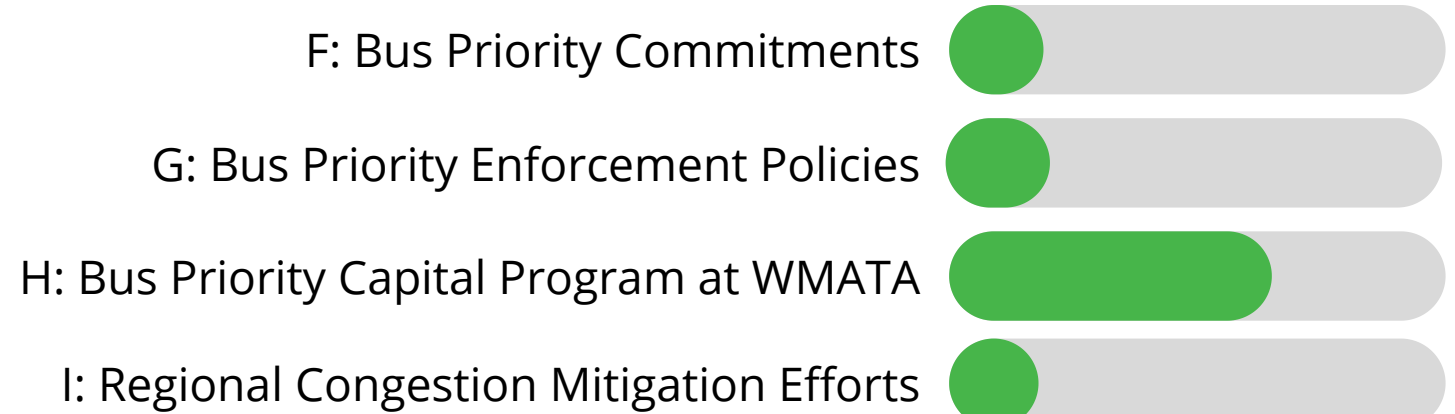 F: Bus Priority Commitments
G: Bus Priority Enforcement Policies
H: Bus Priority Capital Program at WMATA
I: Regional Congestion Mitigation Efforts